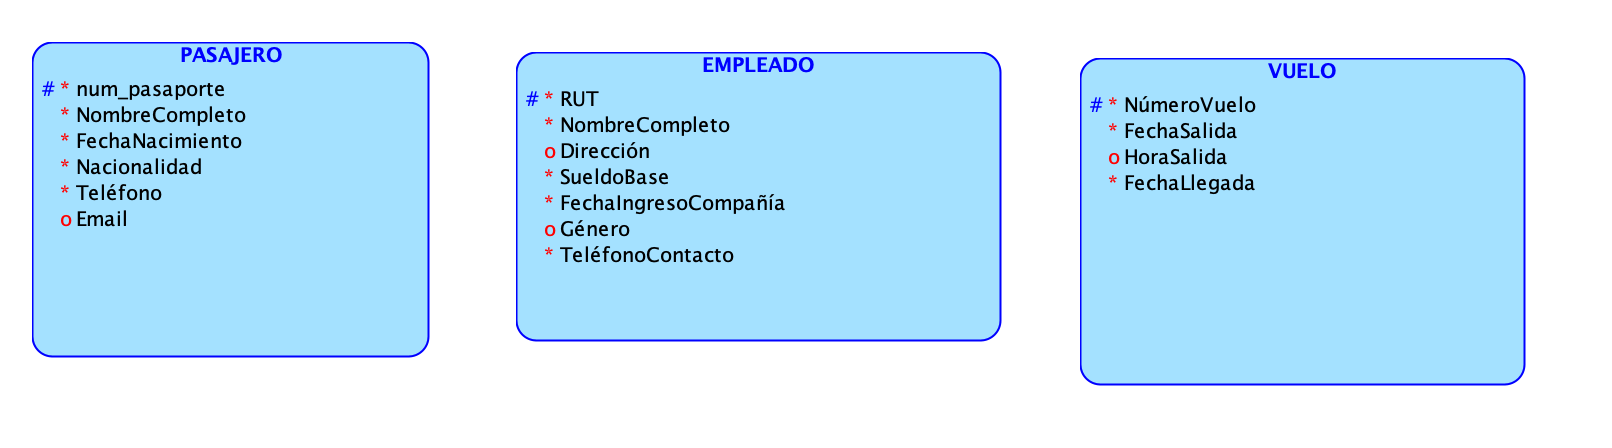 PASAJERO
# * num_pasaporte
* NombreCompleto
* FechaNacimiento
* Nacionalidad
* Teléfono
o Email
EMPLEADO
# * RUT
* NombreCompleto
o Dirección
* SueldoBase
* FechaIngresoCompañía
o Género
* TeléfonoContacto
VUELO
# * NúmeroVuelo
* FechaSalida
o HoraSalida
* FechaLlegada